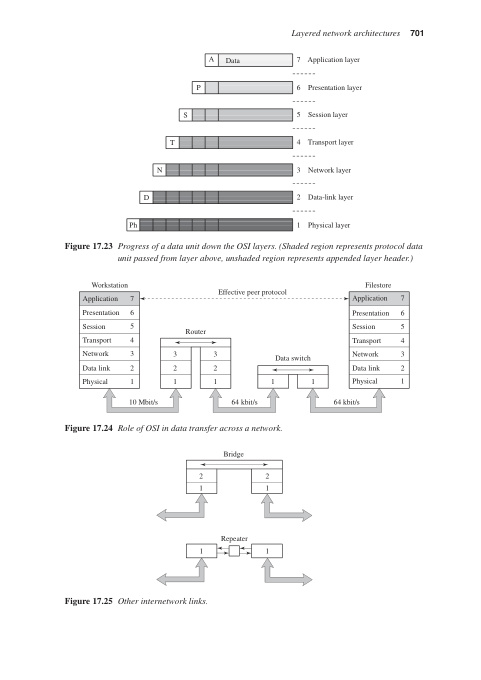 Layered network architectures 701
A Data 7 Application layer
P 6 Presentation layer
S 5 Session layer
T 4 Transport layer
N 3 Network layer
D 2 Data-link layer
Ph 1 Physical layer
Figure 17.23 Progress of a data unit down the OSI layers. (Shaded region represents protocol data
unit passed from layer above, unshaded region represents appended layer header.)
Workstation
Application 7
Presentation 6
Session 5
Transport 4
Network 3
Data link 2
Physical 1
Effective peer protocol
Router
3 3
2 2
1 1
Data switch
1 1
Filestore
Application 7
Presentation 6
Session 5
Transport 4
Network 3
Data link 2
Physical 1
10 Mbit/s 64 kbit/s 64 kbit/s
Figure 17.24 Role of OSI in data transfer across a network.
Bridge
2 2
1 1
Repeater
1 1
Figure 17.25 Other internetwork links.